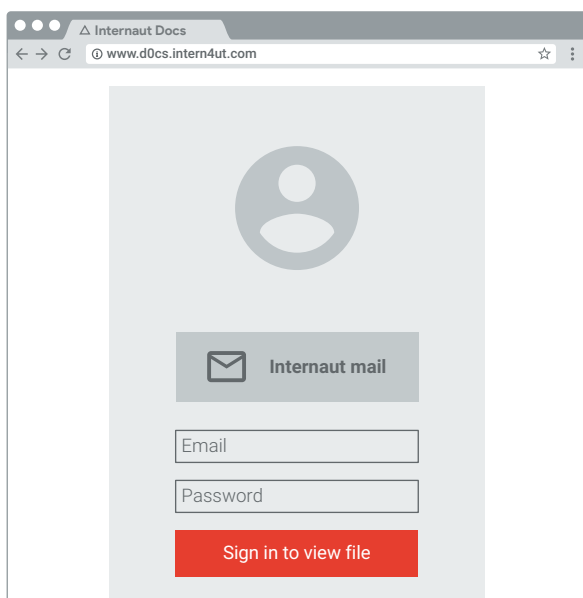 Internaut Docs
www.d0cs.intern4ut.com
Internaut mail
Email
Password
Sign in to view file